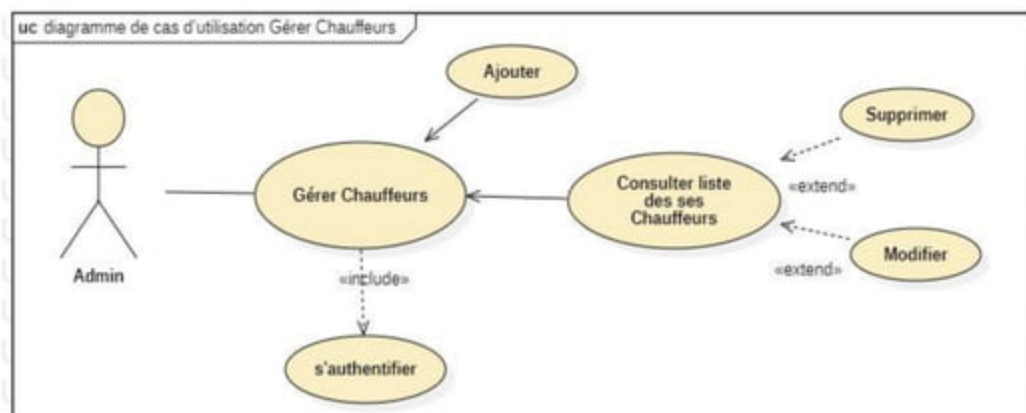 uc diagramme de cas d'utilisation Gérer Chauffeurs
Ajouter
Supprimer
Gérer Chauffeurs
Consulter liste
des ses
Chauffeurs
«extend»
Modifier
«extend»
Admin
«include»
s'authentifier